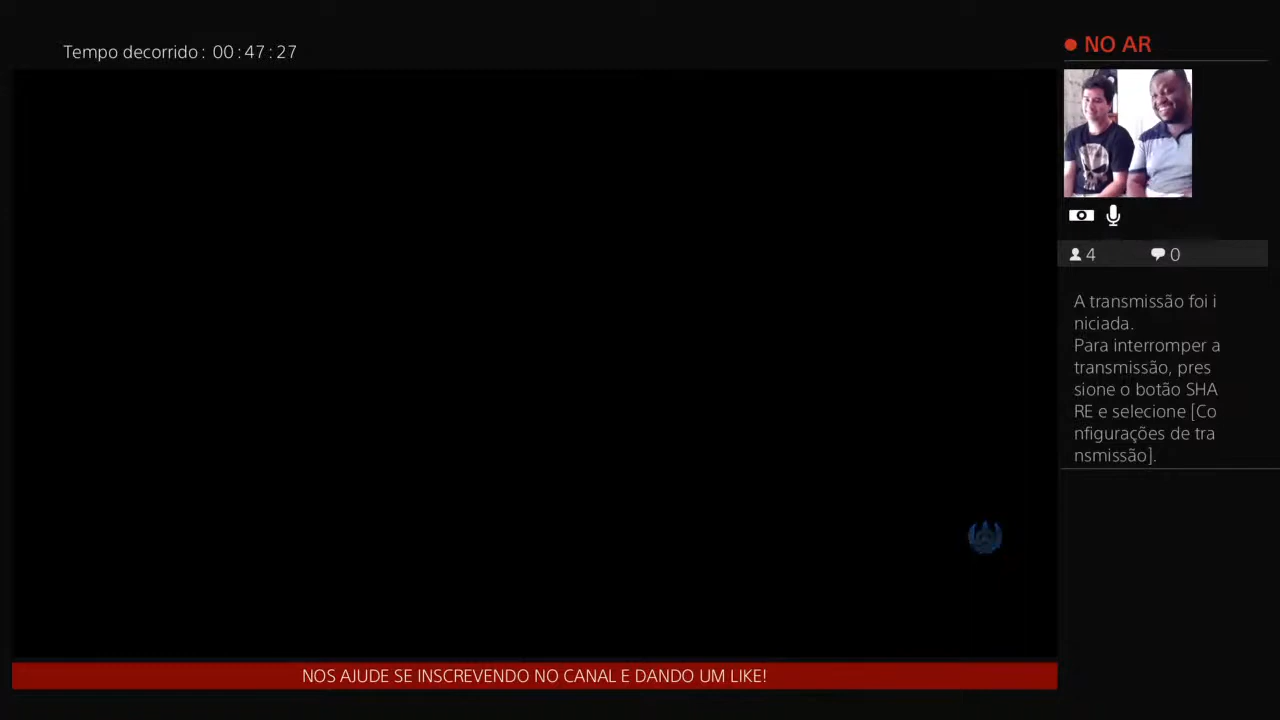 Tempo decorrido: 00:47:27
NO AR
4
0
A transmissão foi i
niciada.
Para interromper a
transmissão, pres
sione o botão SHA
RE e selecione [Co
nfigurações de tra
nsmissão].
NOS AJUDE SE INSCREVENDO NO CANAL E DANDO UM LIKE!